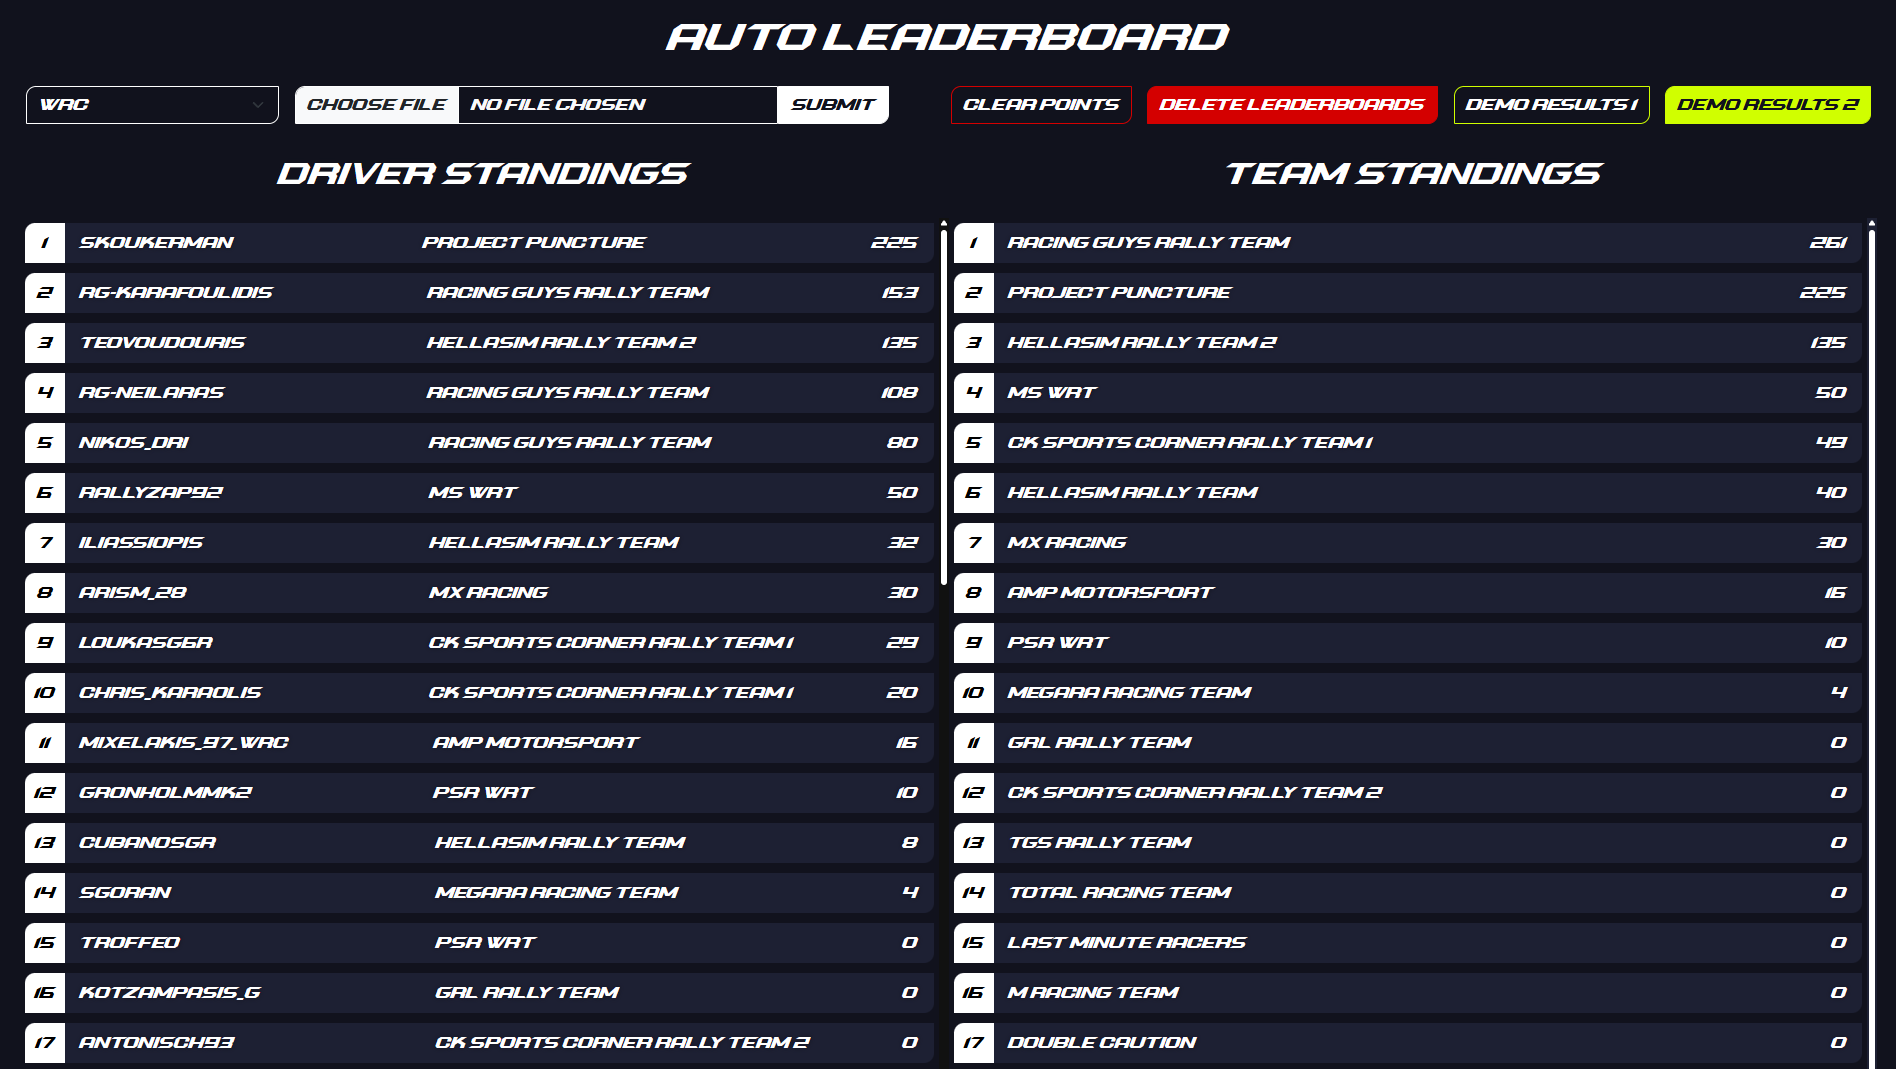 AUTO LEADERBOARD
WRC
CHOOSE FILE NO FILE CHOSEN SUBMIT
CLEAR POINTS
DELETE LEADERBOARDS
DEMO RESULTS 1
DEMO RESULTS 2
DRIVER STANDINGS
1 SKOUKERMAN PROJECT PUNCTURE 225
2 RG-KARAFOULIDIS RACING GUYS RALLY TEAM 153
3 TEOVOUDOURIS HELLASIM RALLY TEAM 2 135
4 RG-NEILARAS RACING GUYS RALLY TEAM 108
5 NIKOS_DRI RACING GUYS RALLY TEAM 80
6 RALLYZAP92 MS WRT 50
7 ILIASSIOPIS HELLASIM RALLY TEAM 32
8 ARISM_28 MX RACING 30
9 LOUKASGGR CK SPORTS CORNER RALLY TEAM 1 29
10 CHRIS_KARAOLIS CK SPORTS CORNER RALLY TEAM 1 20
11 MIXELAKIS_97_WRC AMP MOTORSPORT 16
12 GRONHOLMMK2 PSR WRT 10
13 CUBANOSGR HELLASIM RALLY TEAM 8
14 SGORAN MEGARA RACING TEAM 4
15 TROFFEO PSR WRT 0
16 KOTZAMPASIS_G GRL RALLY TEAM 0
17 ANTONISCH93 CK SPORTS CORNER RALLY TEAM 2 0
TEAM STANDINGS
1 RACING GUYS RALLY TEAM 261
2 PROJECT PUNCTURE 225
3 HELLASIM RALLY TEAM 2 135
4 MS WRT 50
5 CK SPORTS CORNER RALLY TEAM 1 49
6 HELLASIM RALLY TEAM 40
7 MX RACING 30
8 AMP MOTORSPORT 16
9 PSR WRT 10
10 MEGARA RACING TEAM 4
11 GRL RALLY TEAM 0
12 CK SPORTS CORNER RALLY TEAM 2 0
13 TGS RALLY TEAM 0
14 TOTAL RACING TEAM 0
15 LAST MINUTE RACERS 0
16 M RACING TEAM 0
17 DOUBLE CAUTION 0